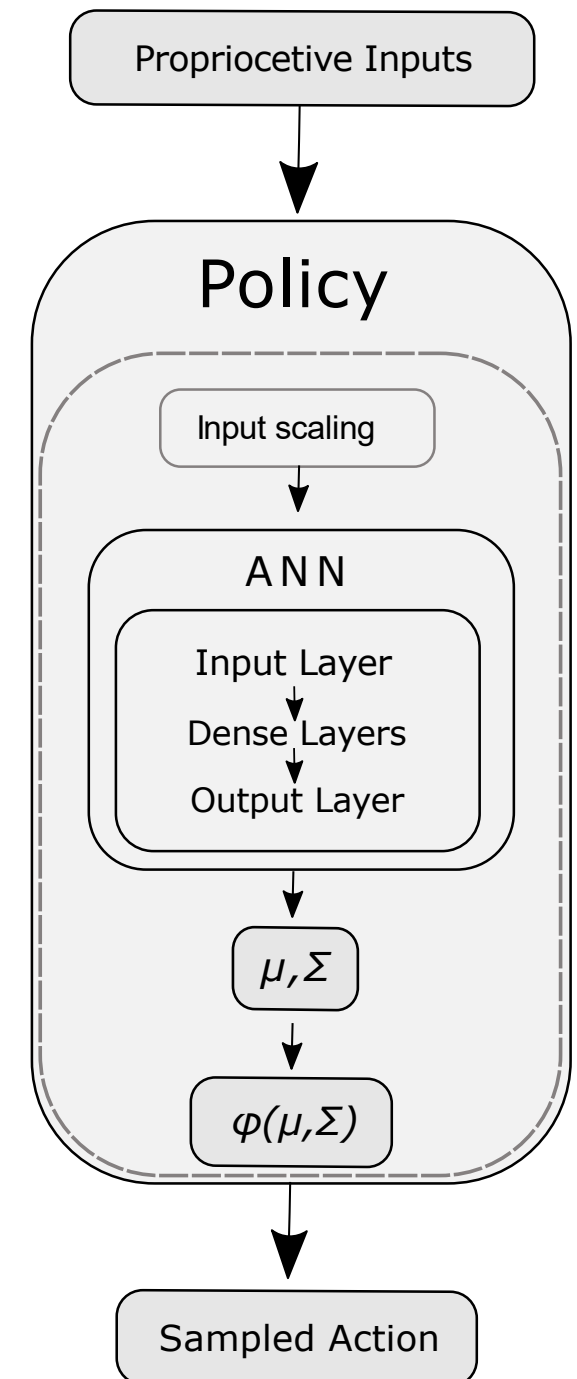 Propriocetive Inputs
Policy
Input scaling
ANN
Input Layer
Dense Layers
Output Layer
μ,Σ
φ(μ,Σ)
Sampled Action